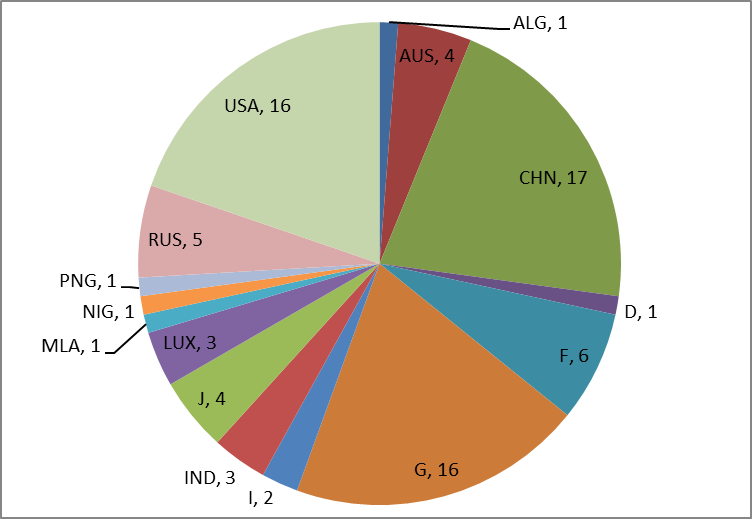 ALG, 1
AUS, 4
CHN, 17
D, 1
F, 6
G, 16
I, 2
IND, 3
J, 4
LUX, 3
MLA, 1
NIG, 1
PNG, 1
RUS, 5
USA, 16